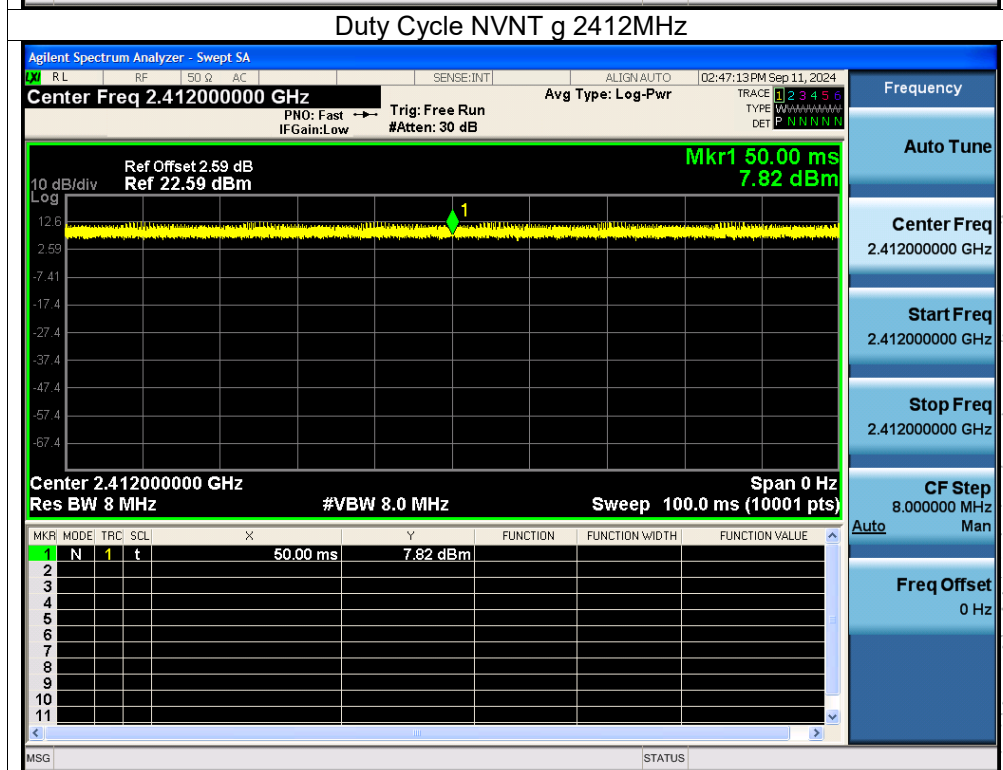 Duty Cycle NVNT g 2412MHz
Agilent Spectrum Analyzer - Swept SA
LXI RL RF 50 Ω AC SENSE:INT ALIGN AUTO 02:47:13 PM Sep 11, 2024
Center Freq 2.412000000 GHz
PNO: Fast
IFGain:Low
Trig: Free Run
#Atten: 30 dB
Avg Type: Log-Pwr
TRACE 1 2 3 4 5 6
TYPE
DET P N N N N N
Frequency
Auto Tune
Center Freq
2.412000000 GHz
Start Freq
2.412000000 GHz
Stop Freq
2.412000000 GHz
CF Step
8.000000 MHz
Auto Man
Freq Offset
0 Hz
Mkr1 50.00 ms
7.82 dBm
Ref Offset 2.59 dB
10 dB/div Ref 22.59 dBm
Log
1
12.6
2.59
-7.41
-17.4
-27.4
-37.4
-47.4
-57.4
-67.4
Center 2.412000000 GHz Span 0 Hz
Res BW 8 MHz #VBW 8.0 MHz Sweep 100.0 ms (10001 pts)
MKR MODE TRC SCL X Y FUNCTION FUNCTION WIDTH FUNCTION VALUE
1 N 1 t 50.00 ms 7.82 dBm
2
3
4
5
6
7
8
9
10
11
MSG STATUS